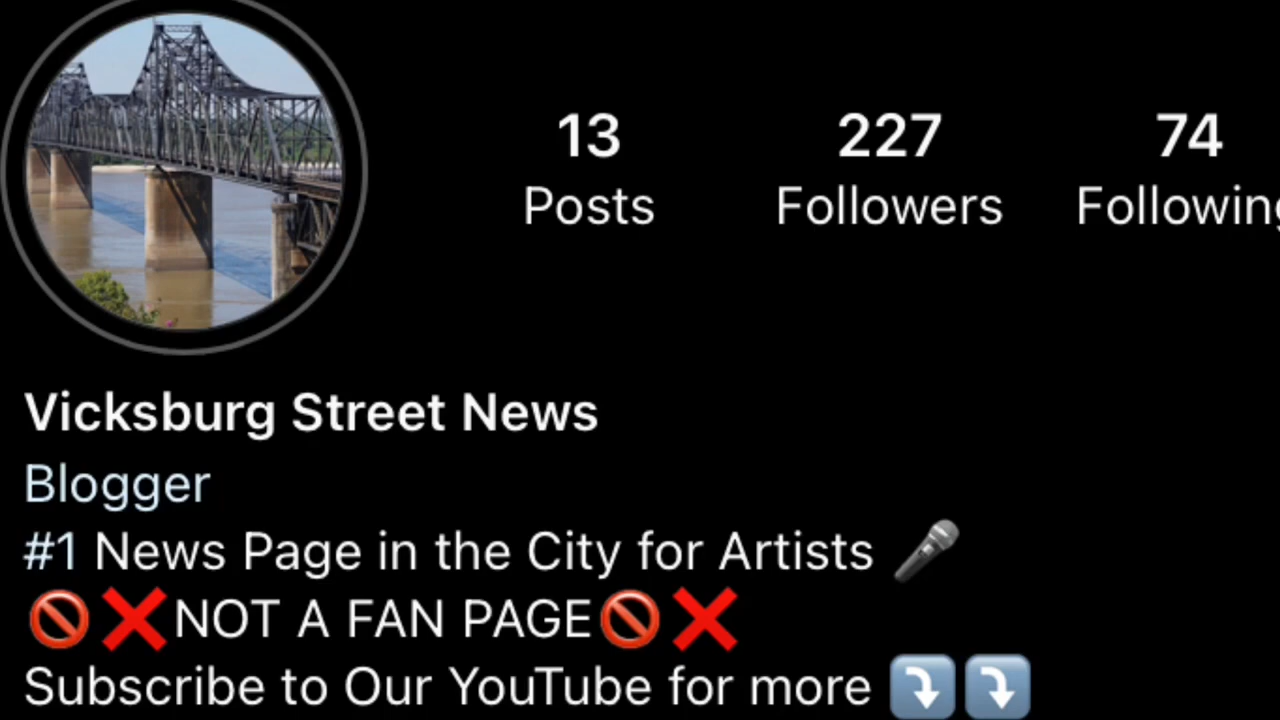 13 227 74
Posts Followers Following
Vicksburg Street News
Blogger
#1 News Page in the City for Artists 🎤
🚫❌NOT A FAN PAGE🚫❌
Subscribe to Our YouTube for more ⤵️⤵️